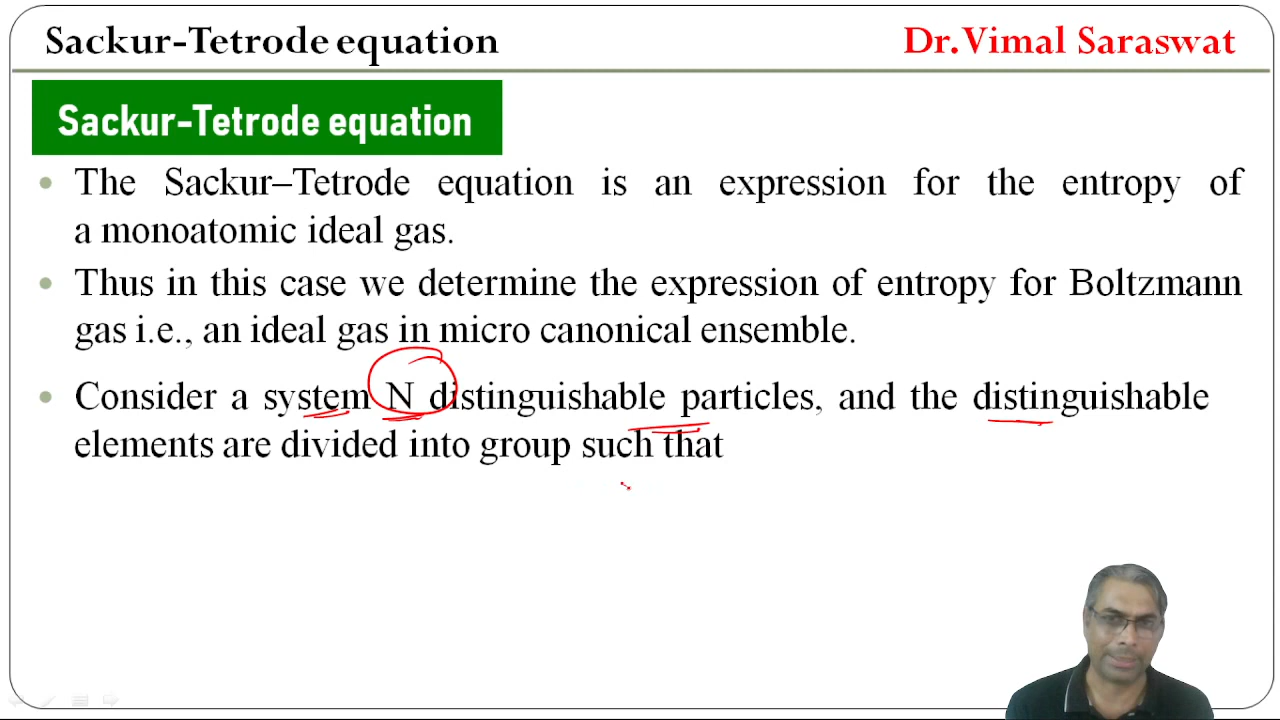 Sackur-Tetrode equation
Dr. Vimal Saraswat
Sackur-Tetrode equation
The Sackur–Tetrode equation is an expression for the entropy of
a monoatomic ideal gas.
Thus in this case we determine the expression of entropy for Boltzmann
gas i.e., an ideal gas in micro canonical ensemble.
Consider a system N distinguishable particles, and the distinguishable
elements are divided into group such that